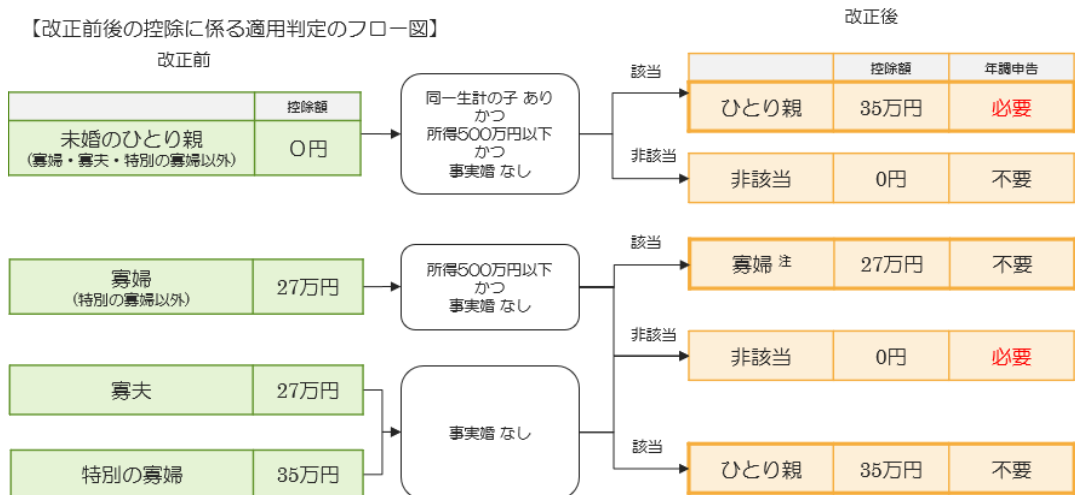 【改正前後の控除に係る適用判定のフロー図】
改正前
改正後
控除額
未婚のひとり親
(寡婦・寡夫・特別の寡婦以外)
０円
同一生計の子 あり
かつ
所得500万円以下
かつ
事実婚 なし
該当
非該当
控除額 年調申告
ひとり親 35万円 必要
非該当 0円 不要
寡婦
(特別の寡婦以外)
27万円
所得500万円以下
かつ
事実婚 なし
該当
非該当
寡婦 注 27万円 不要
非該当 0円 必要
寡夫 27万円
特別の寡婦 35万円
事実婚 なし
該当
ひとり親 35万円 不要